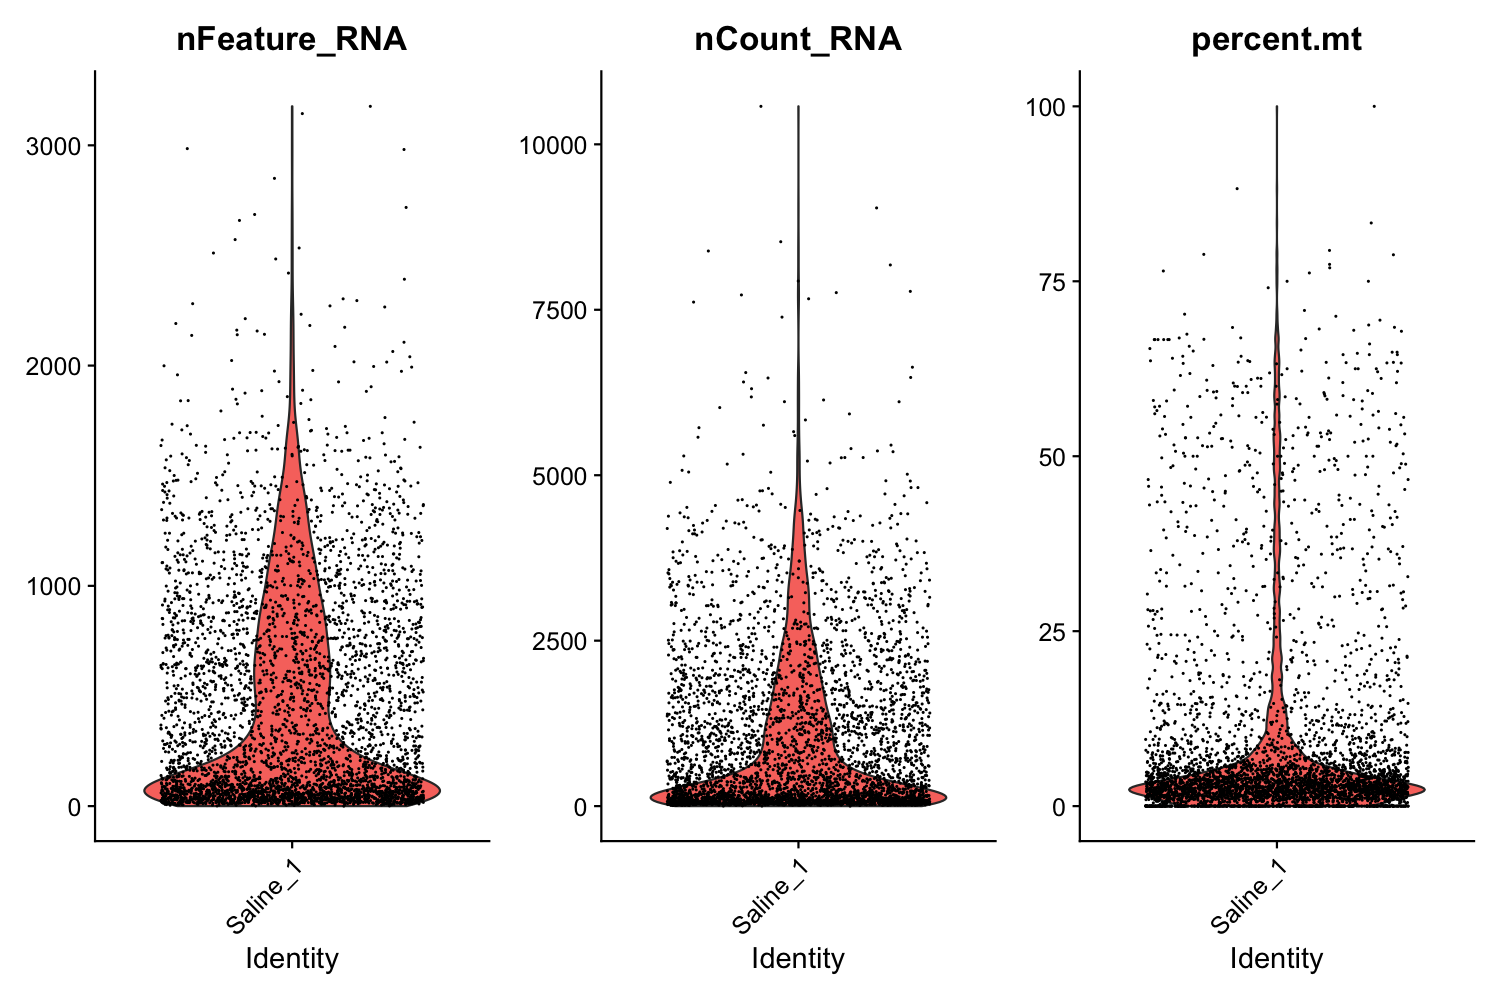 nFeature_RNA
3000
2000
1000
0
Saline_1
Identity
nCount_RNA
10000
7500
5000
2500
0
Saline_1
Identity
percent.mt
100
75
50
25
0
Saline_1
Identity